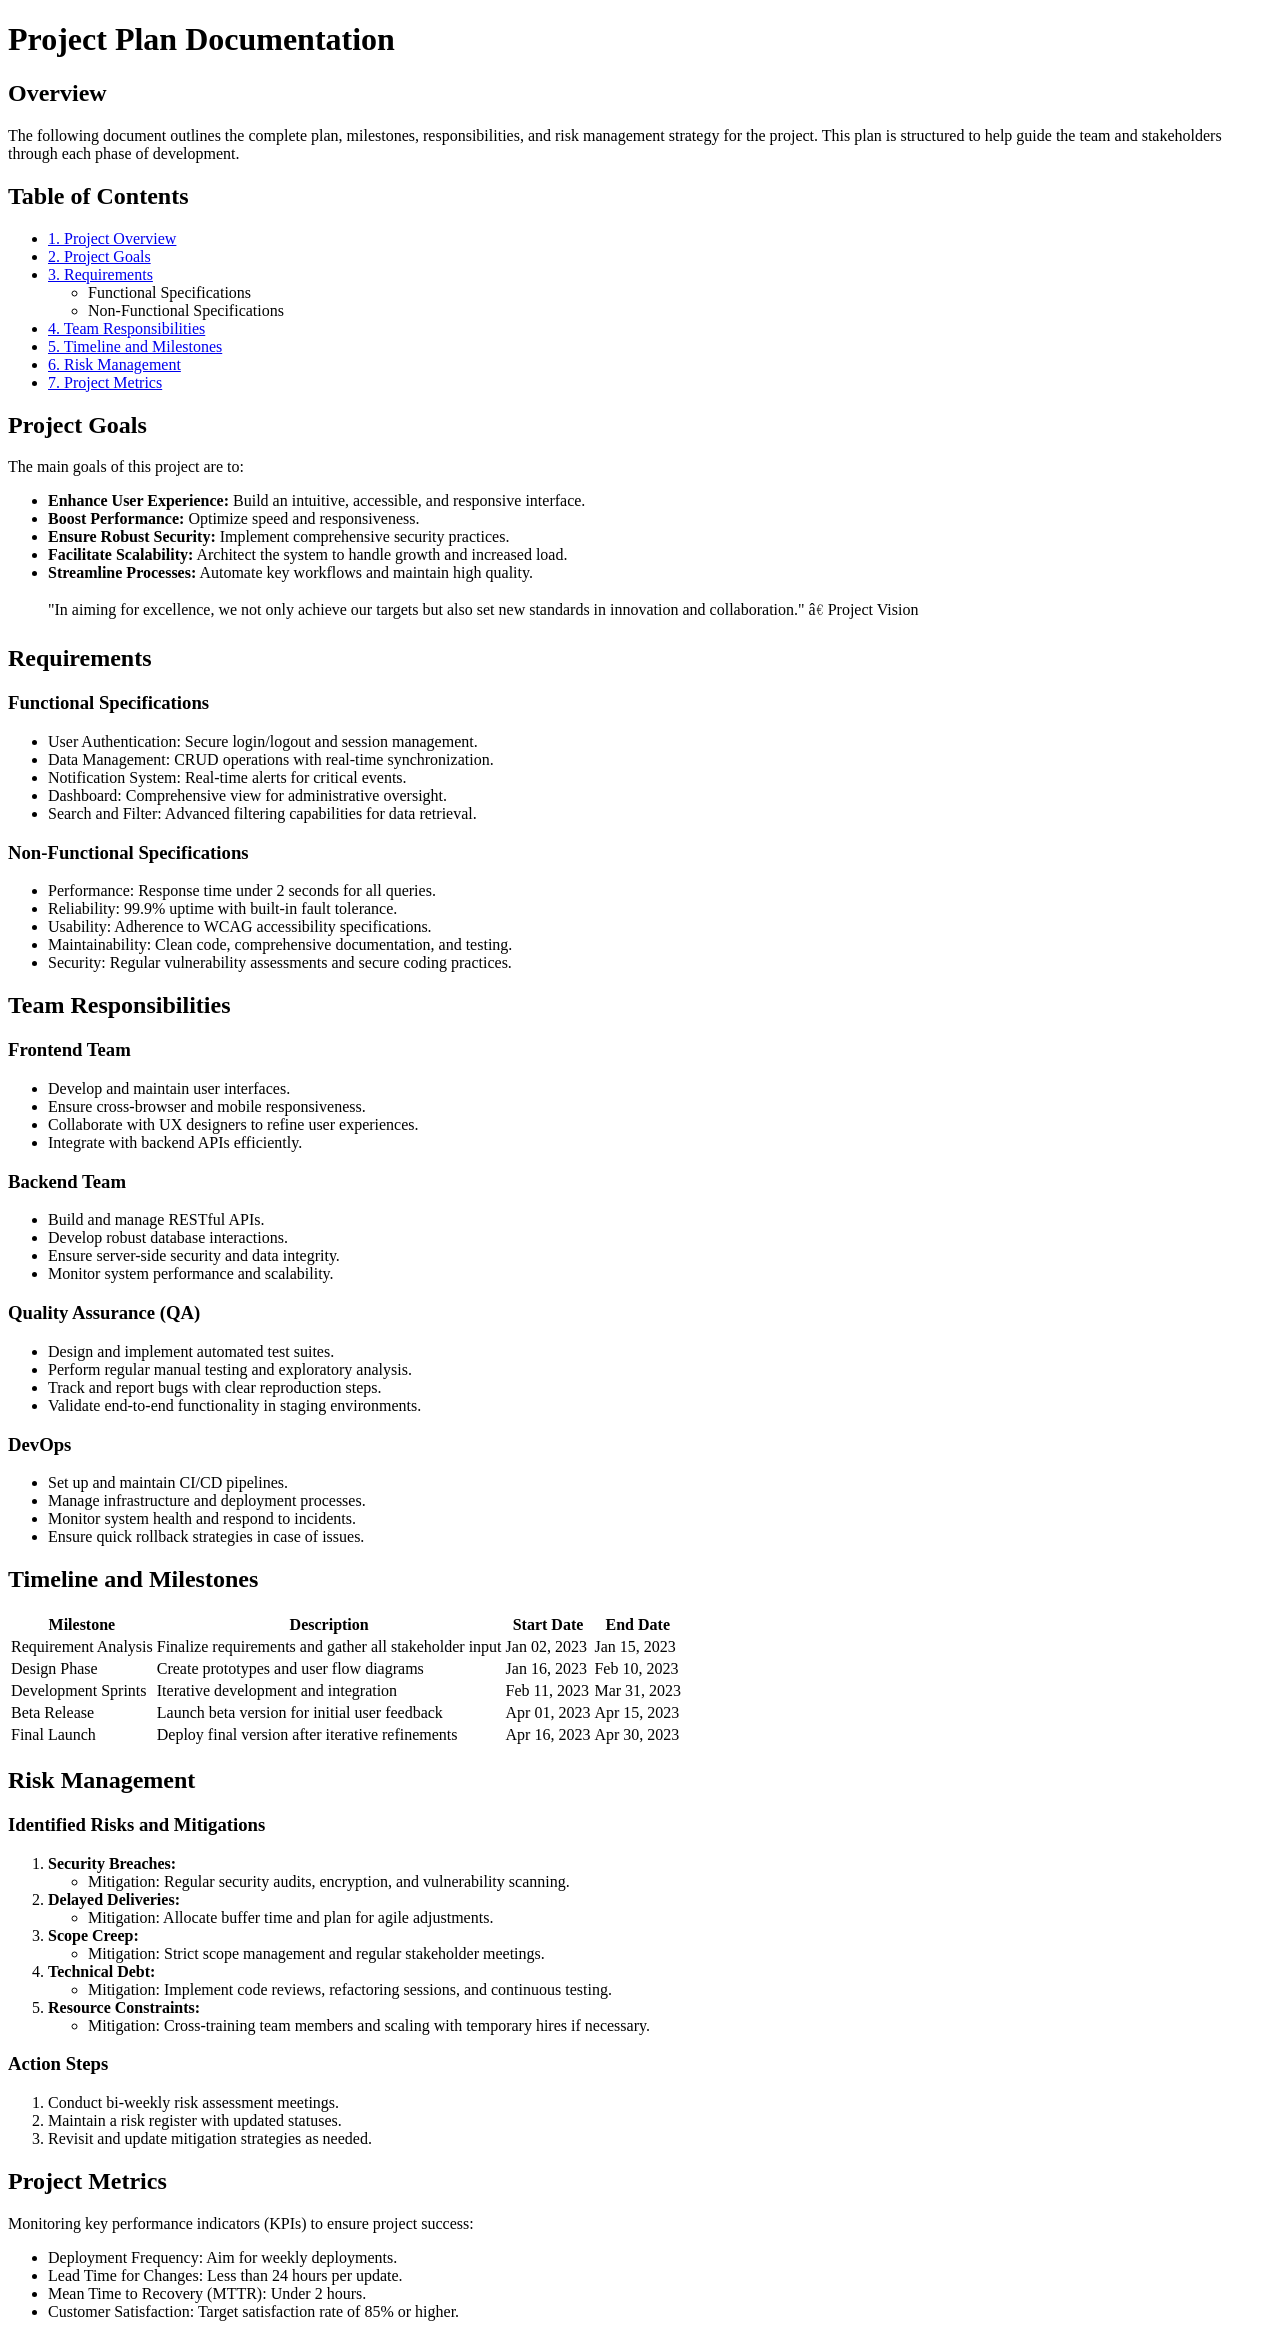 Project Plan Documentation
Overview
The following document outlines the complete plan, milestones, responsibilities, and risk management strategy for the project. This plan is structured to help guide the team and stakeholders
through each phase of development.
Table of Contents
1. Project Overview
2. Project Goals
3. Requirements
Functional Specifications
Non-Functional Specifications
4. Team Responsibilities
5. Timeline and Milestones
6. Risk Management
7. Project Metrics
Project Goals
The main goals of this project are to:
Enhance User Experience: Build an intuitive, accessible, and responsive interface.
Boost Performance: Optimize speed and responsiveness.
Ensure Robust Security: Implement comprehensive security practices.
Facilitate Scalability: Architect the system to handle growth and increased load.
Streamline Processes: Automate key workflows and maintain high quality.
"In aiming for excellence, we not only achieve our targets but also set new standards in innovation and collaboration." â€ Project Vision
Requirements
Functional Specifications
User Authentication: Secure login/logout and session management.
Data Management: CRUD operations with real-time synchronization.
Notification System: Real-time alerts for critical events.
Dashboard: Comprehensive view for administrative oversight.
Search and Filter: Advanced filtering capabilities for data retrieval.
Non-Functional Specifications
Performance: Response time under 2 seconds for all queries.
Reliability: 99.9% uptime with built-in fault tolerance.
Usability: Adherence to WCAG accessibility specifications.
Maintainability: Clean code, comprehensive documentation, and testing.
Security: Regular vulnerability assessments and secure coding practices.
Team Responsibilities
Frontend Team
Develop and maintain user interfaces.
Ensure cross-browser and mobile responsiveness.
Collaborate with UX designers to refine user experiences.
Integrate with backend APIs efficiently.
Backend Team
Build and manage RESTful APIs.
Develop robust database interactions.
Ensure server-side security and data integrity.
Monitor system performance and scalability.
Quality Assurance (QA)
Design and implement automated test suites.
Perform regular manual testing and exploratory analysis.
Track and report bugs with clear reproduction steps.
Validate end-to-end functionality in staging environments.
DevOps
Set up and maintain CI/CD pipelines.
Manage infrastructure and deployment processes.
Monitor system health and respond to incidents.
Ensure quick rollback strategies in case of issues.
Timeline and Milestones
Milestone Description Start Date End Date
Requirement Analysis Finalize requirements and gather all stakeholder input Jan 02, 2023 Jan 15, 2023
Design Phase Create prototypes and user flow diagrams Jan 16, 2023 Feb 10, 2023
Development Sprints Iterative development and integration Feb 11, 2023 Mar 31, 2023
Beta Release Launch beta version for initial user feedback Apr 01, 2023 Apr 15, 2023
Final Launch Deploy final version after iterative refinements Apr 16, 2023 Apr 30, 2023
Risk Management
Identified Risks and Mitigations
1. Security Breaches:
Mitigation: Regular security audits, encryption, and vulnerability scanning.
2. Delayed Deliveries:
Mitigation: Allocate buffer time and plan for agile adjustments.
3. Scope Creep:
Mitigation: Strict scope management and regular stakeholder meetings.
4. Technical Debt:
Mitigation: Implement code reviews, refactoring sessions, and continuous testing.
5. Resource Constraints:
Mitigation: Cross-training team members and scaling with temporary hires if necessary.
Action Steps
1. Conduct bi-weekly risk assessment meetings.
2. Maintain a risk register with updated statuses.
3. Revisit and update mitigation strategies as needed.
Project Metrics
Monitoring key performance indicators (KPIs) to ensure project success:
Deployment Frequency: Aim for weekly deployments.
Lead Time for Changes: Less than 24 hours per update.
Mean Time to Recovery (MTTR): Under 2 hours.
Customer Satisfaction: Target satisfaction rate of 85% or higher.